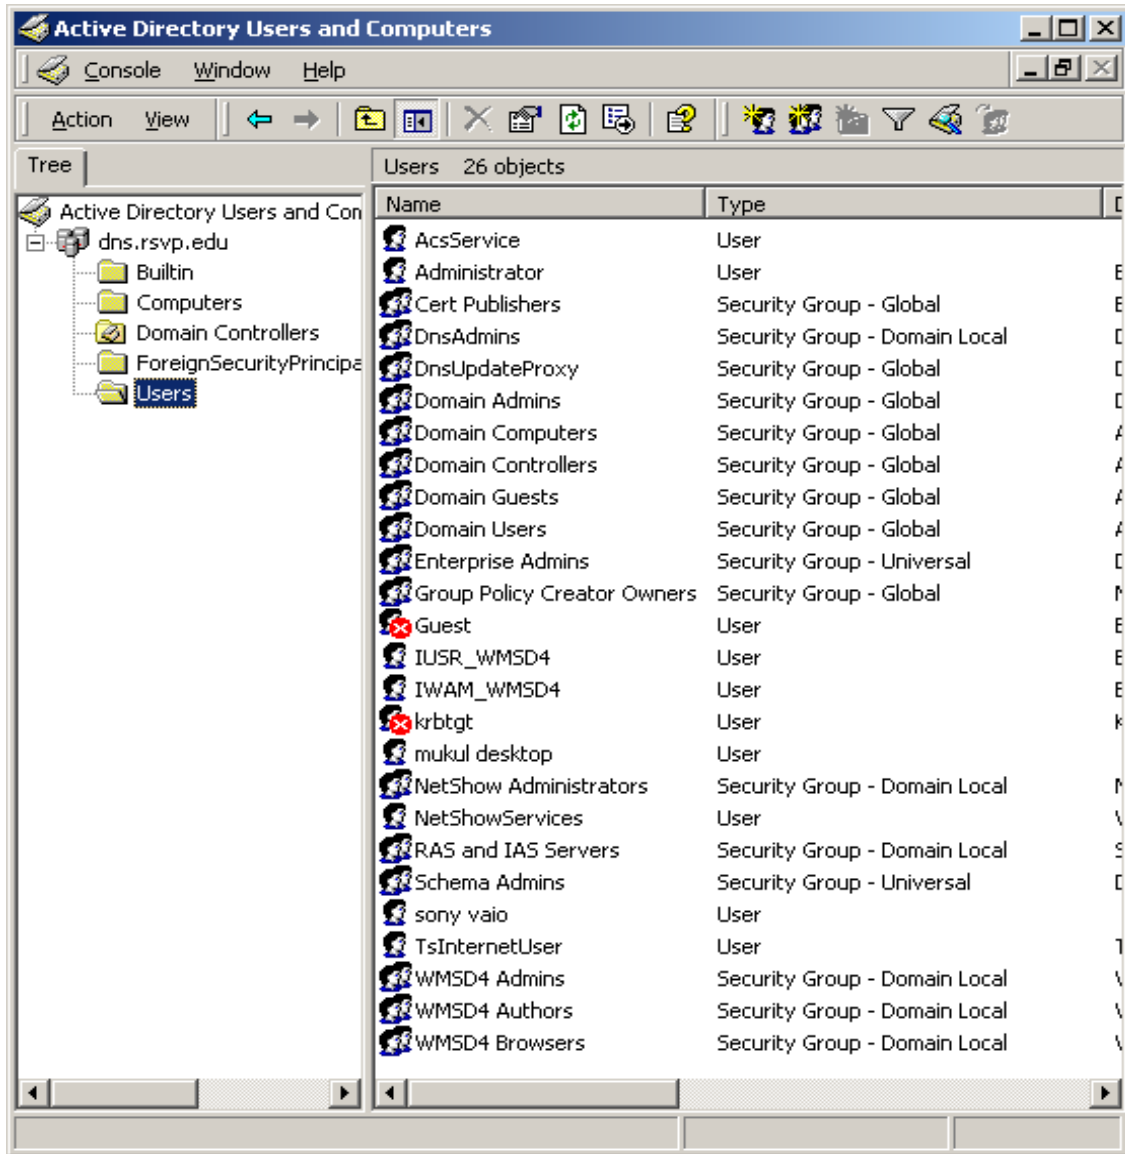 Active Directory Users and Computers
Console Window Help
Action View
Tree
Users 26 objects
Active Directory Users and Con
dns.rsvp.edu
Builtin
Computers
Domain Controllers
ForeignSecurityPrincipa
Users
Name Type
AcsService User
Administrator User
Cert Publishers Security Group - Global
DnsAdmins Security Group - Domain Local
DnsUpdateProxy Security Group - Global
Domain Admins Security Group - Global
Domain Computers Security Group - Global
Domain Controllers Security Group - Global
Domain Guests Security Group - Global
Domain Users Security Group - Global
Enterprise Admins Security Group - Universal
Group Policy Creator Owners Security Group - Global
Guest User
IUSR_WMSD4 User
IWAM_WMSD4 User
krbtgt User
mukul desktop User
NetShow Administrators Security Group - Domain Local
NetShowServices User
RAS and IAS Servers Security Group - Domain Local
Schema Admins Security Group - Universal
sony vaio User
TsInternetUser User
WMSD4 Admins Security Group - Domain Local
WMSD4 Authors Security Group - Domain Local
WMSD4 Browsers Security Group - Domain Local